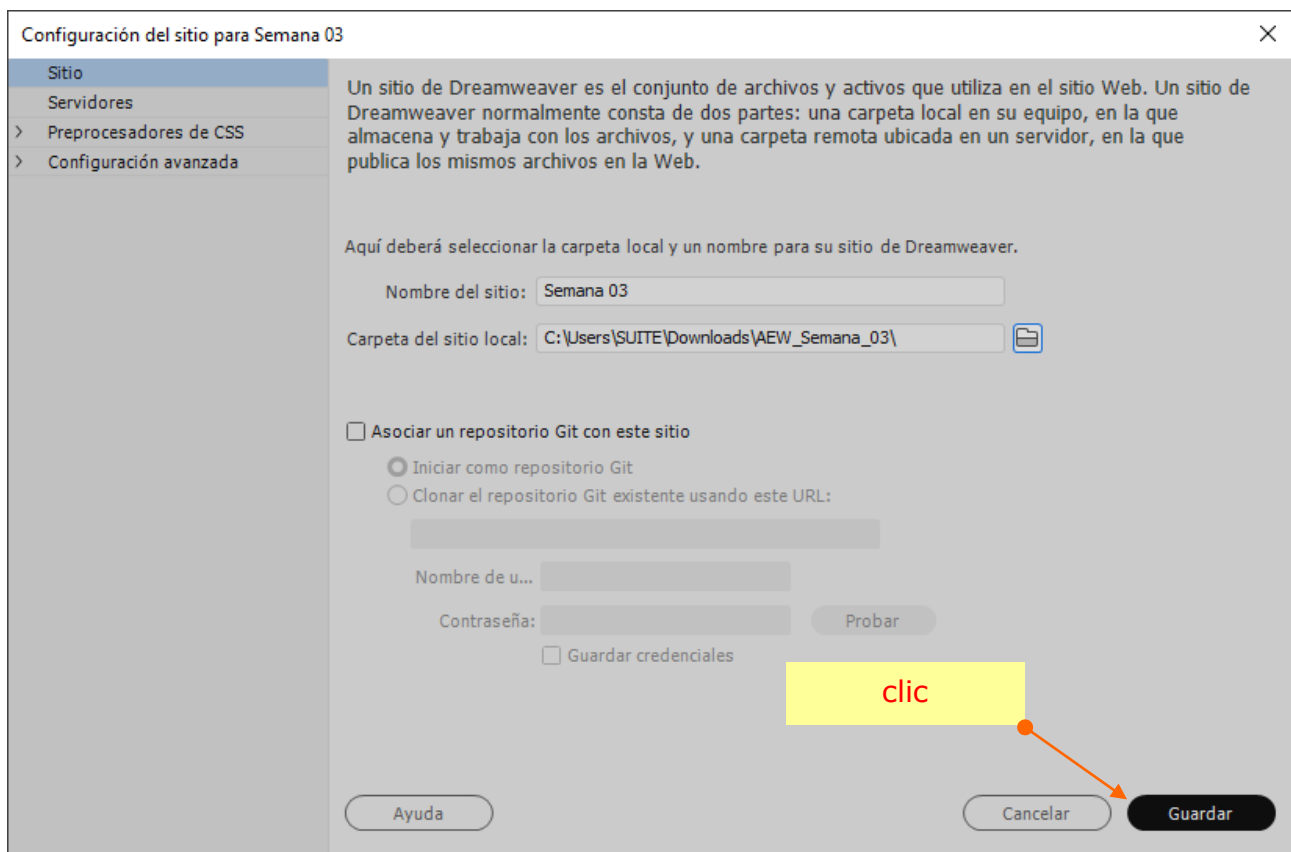 Configuración del sitio para Semana 03
Sitio
Servidores
Preprocesadores de CSS
Configuración avanzada
Un sitio de Dreamweaver es el conjunto de archivos y activos que utiliza en el sitio Web. Un sitio de
Dreamweaver normalmente consta de dos partes: una carpeta local en su equipo, en la que
almacena y trabaja con los archivos, y una carpeta remota ubicada en un servidor, en la que
publica los mismos archivos en la Web.
Aquí deberá seleccionar la carpeta local y un nombre para su sitio de Dreamweaver.
Nombre del sitio: Semana 03
Carpeta del sitio local: C:\Users\SUITE\Downloads\AEW_Semana_03\
Asociar un repositorio Git con este sitio
Iniciar como repositorio Git
Clonar el repositorio Git existente usando este URL:
Nombre de u...
Contraseña: Probar
Guardar credenciales
clic
Ayuda Cancelar Guardar